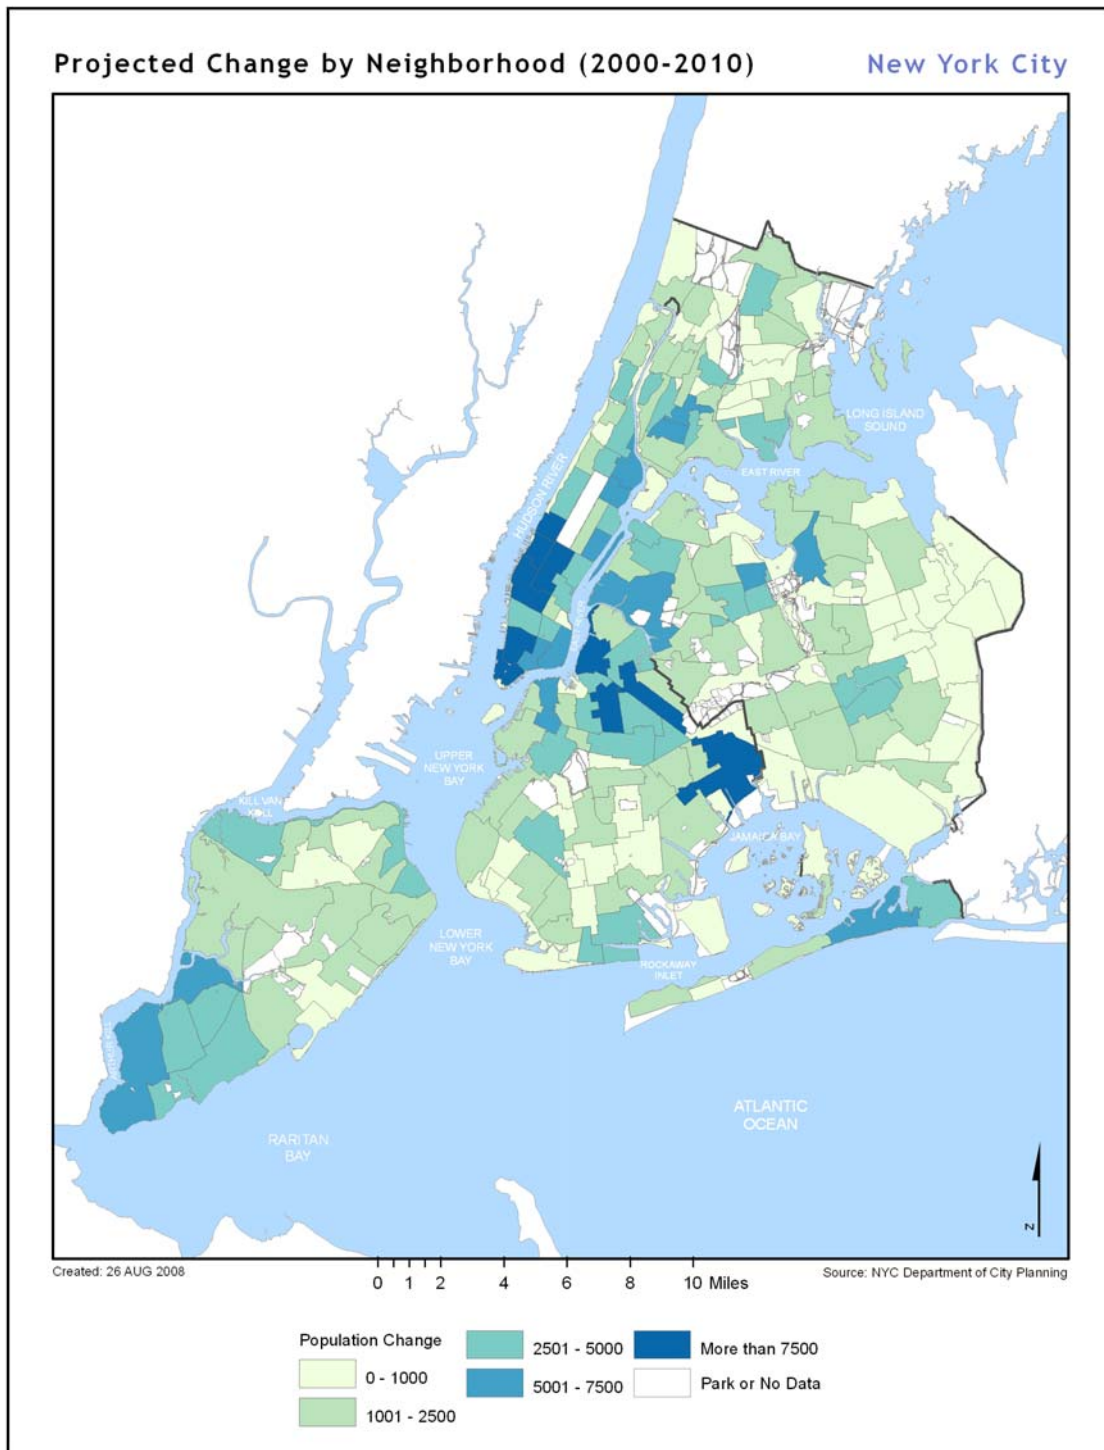 Projected Change by Neighborhood (2000-2010)
New York City
LONG ISLAND
SOUND
EAST RIVER
HUDSON RIVER
UPPER
NEW YORK
BAY
KILL VAN
KULL
JAMAICA BAY
LOWER
NEW YORK
BAY
ROCKAWAY
INLET
ARTHUR KILL
ATLANTIC
OCEAN
RARITAN
BAY
N
Created: 26 AUG 2008
Source: NYC Department of City Planning
0 1 2 4 6 8 10 Miles
Population Change
0 - 1000
1001 - 2500
2501 - 5000
5001 - 7500
More than 7500
Park or No Data